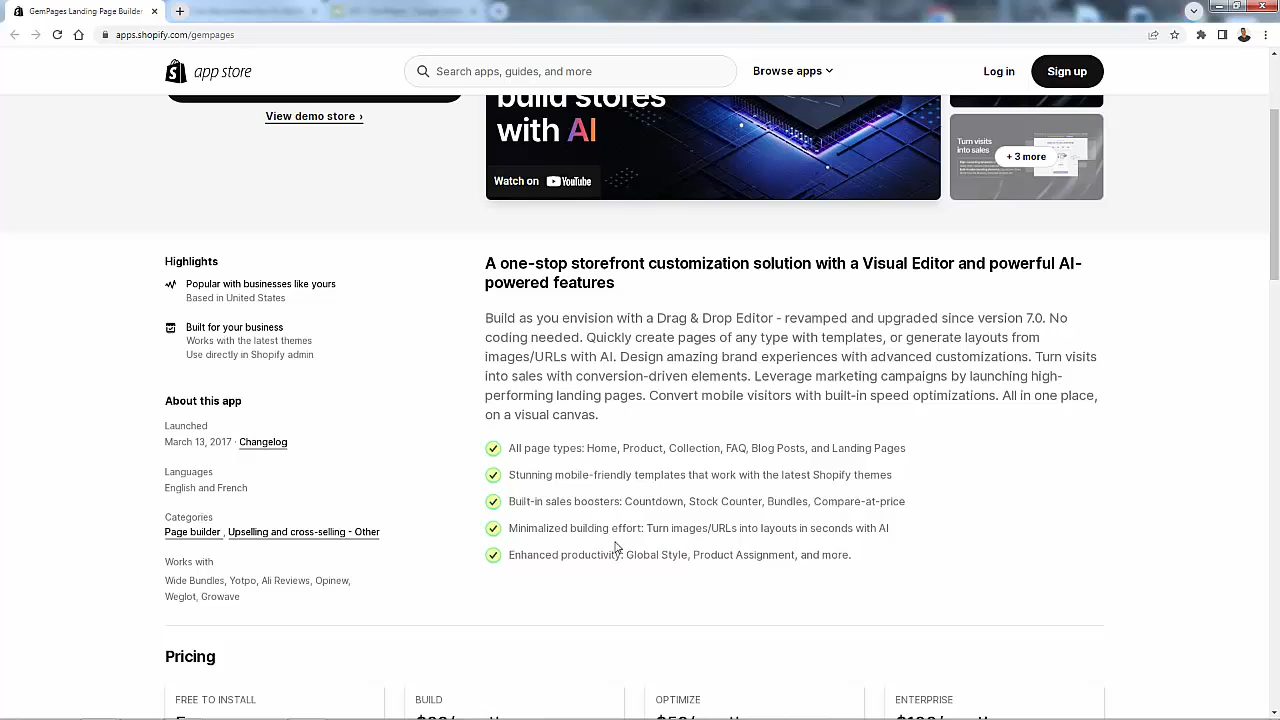 GemPages Landing Page Builder
apps.shopify.com/gempages
app store
Search apps, guides, and more
Browse apps
Log in
Sign up
View demo store ›
build stores
with AI
Watch on YouTube
Turn visits
into sales
+ 3 more
Highlights
Popular with businesses like yours
Based in United States
Built for your business
Works with the latest themes
Use directly in Shopify admin
About this app
Launched
March 13, 2017 · Changelog
Languages
English and French
Categories
Page builder , Upselling and cross-selling - Other
Works with
Wide Bundles, Yotpo, Ali Reviews, Opinew,
Weglot, Growave
A one-stop storefront customization solution with a Visual Editor and powerful AI-
powered features
Build as you envision with a Drag & Drop Editor - revamped and upgraded since version 7.0. No
coding needed. Quickly create pages of any type with templates, or generate layouts from
images/URLs with AI. Design amazing brand experiences with advanced customizations. Turn visits
into sales with conversion-driven elements. Leverage marketing campaigns by launching high-
performing landing pages. Convert mobile visitors with built-in speed optimizations. All in one place,
on a visual canvas.
All page types: Home, Product, Collection, FAQ, Blog Posts, and Landing Pages
Stunning mobile-friendly templates that work with the latest Shopify themes
Built-in sales boosters: Countdown, Stock Counter, Bundles, Compare-at-price
Minimalized building effort: Turn images/URLs into layouts in seconds with AI
Enhanced productivity: Global Style, Product Assignment, and more.
Pricing
FREE TO INSTALL
BUILD
OPTIMIZE
ENTERPRISE